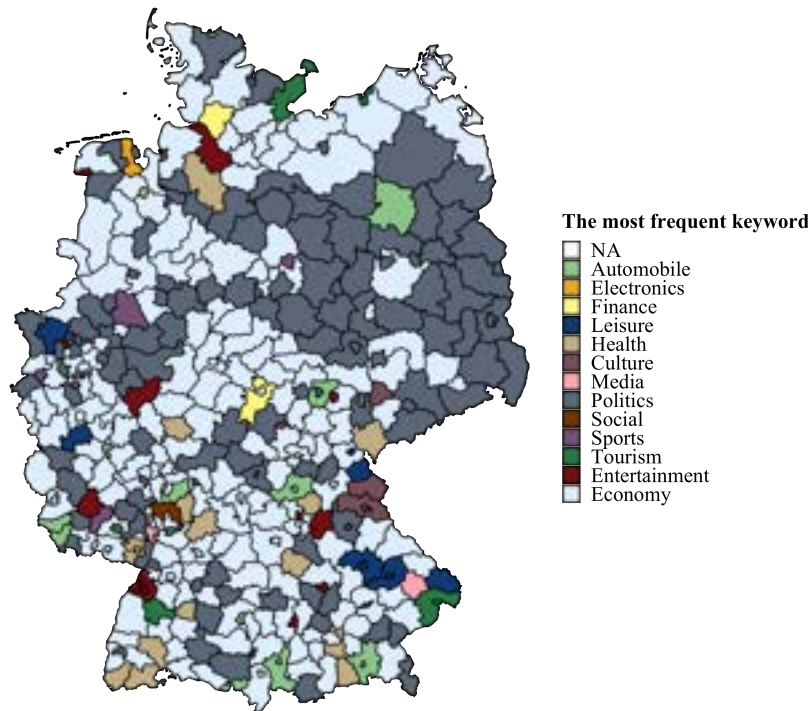 The most frequent keyword
NA
Automobile
Electronics
Finance
Leisure
Health
Culture
Media
Politics
Social
Sports
Tourism
Entertainment
Economy